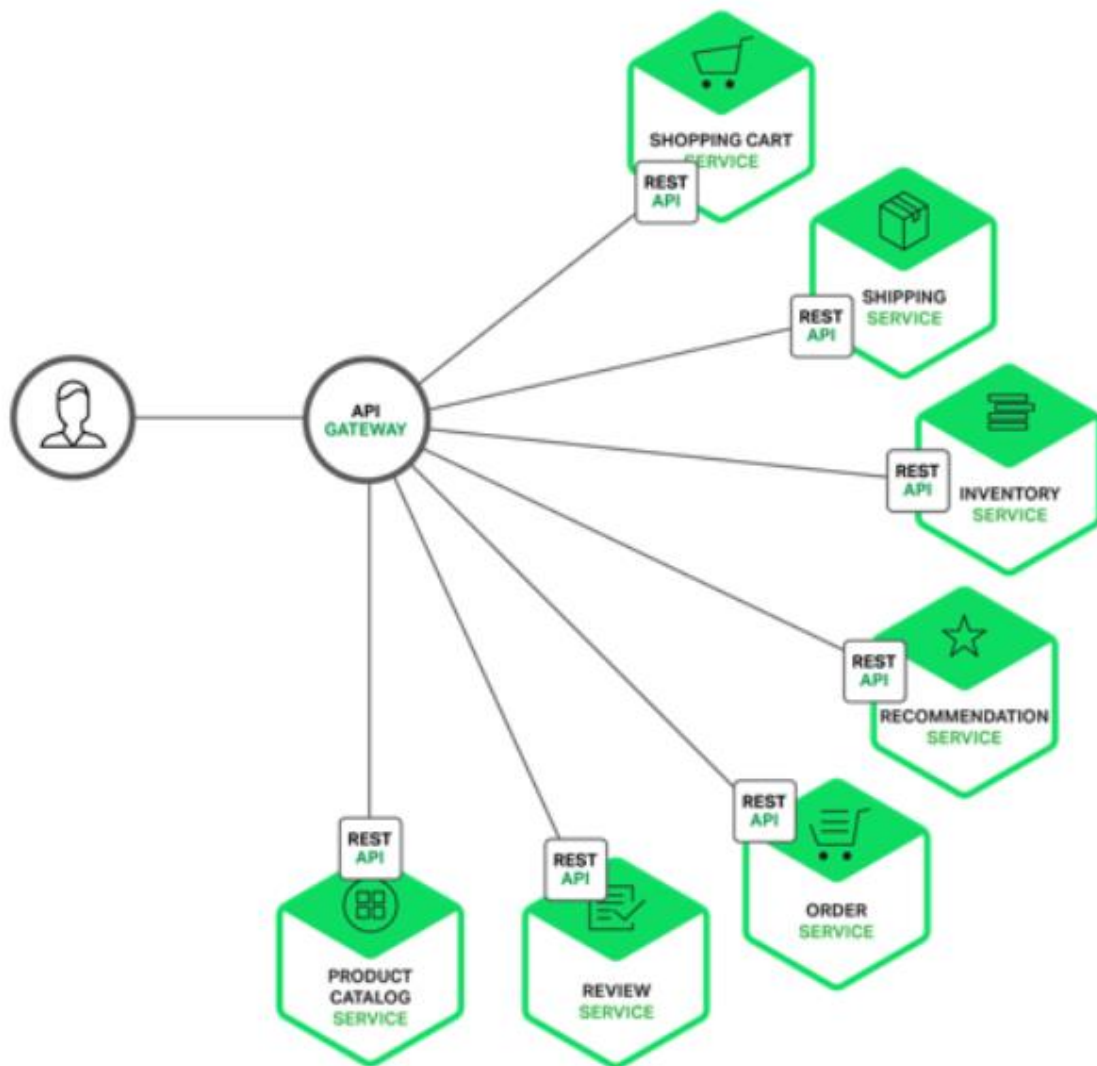 SHOPPING CART
SERVICE
REST
API
SHIPPING
SERVICE
REST
API
API
GATEWAY
REST
API
INVENTORY
SERVICE
REST
API
RECOMMENDATION
SERVICE
REST
API
ORDER
SERVICE
REST
API
REVIEW
SERVICE
REST
API
PRODUCT
CATALOG
SERVICE